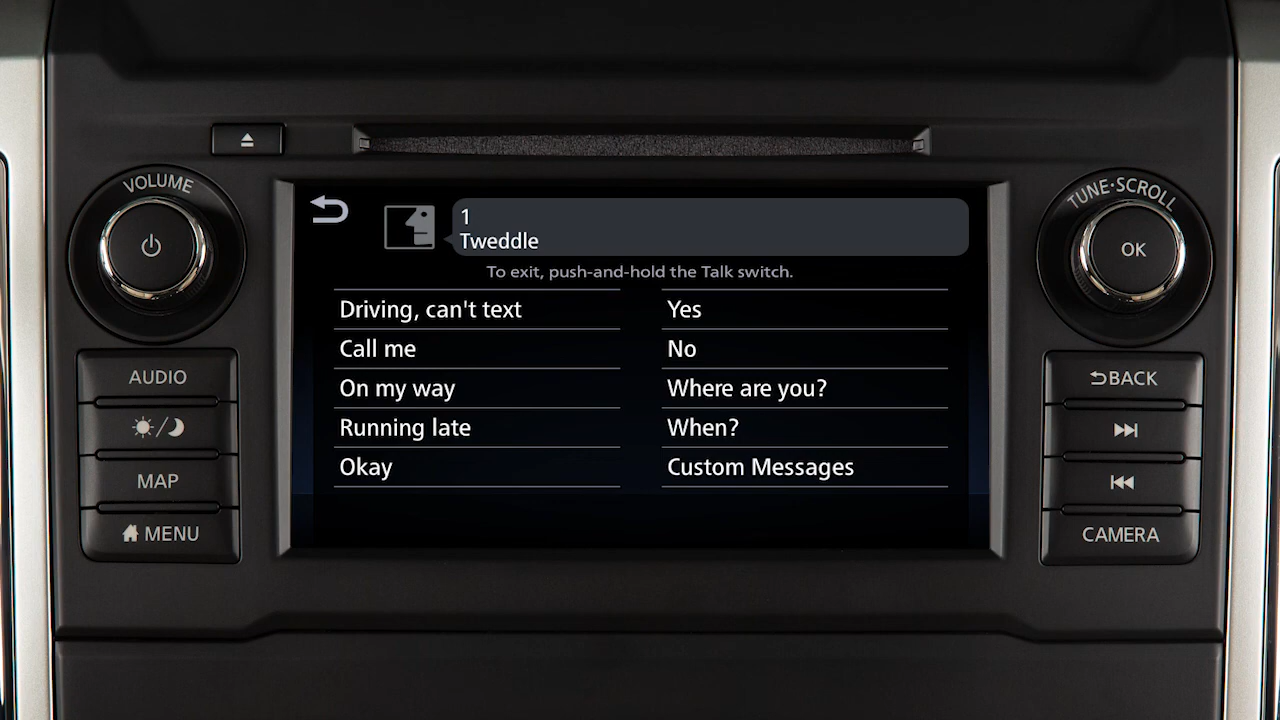 VOLUME
TUNE·SCROLL
1
Tweddle
To exit, push-and-hold the Talk switch.
Driving, can't text
Yes
Call me
No
On my way
Where are you?
Running late
When?
Okay
Custom Messages
OK
AUDIO
MAP
MENU
BACK
CAMERA